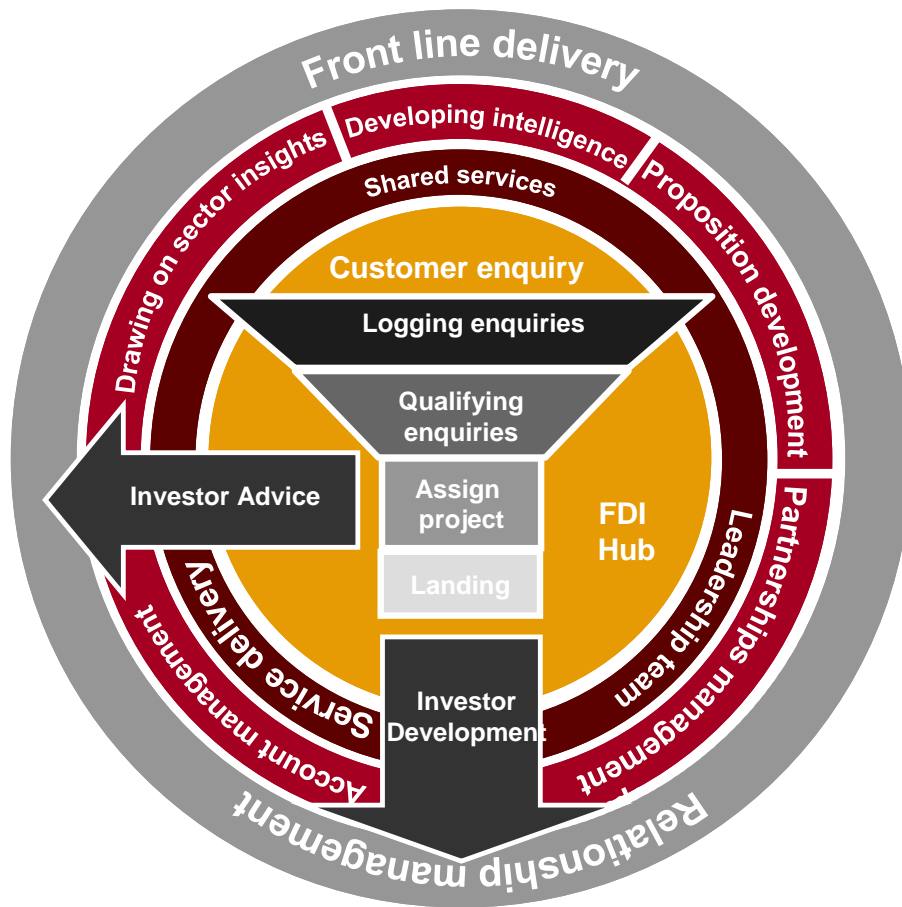 Front line delivery
Drawing on sector insights
Developing intelligence
Proposition development
Shared services
Customer enquiry
Logging enquiries
Qualifying
enquiries
Assign
project
Landing
Investor Advice
FDI
Hub
Leadership team
Partnerships management
Service delivery
Account management
Investor
Development
Relationship management